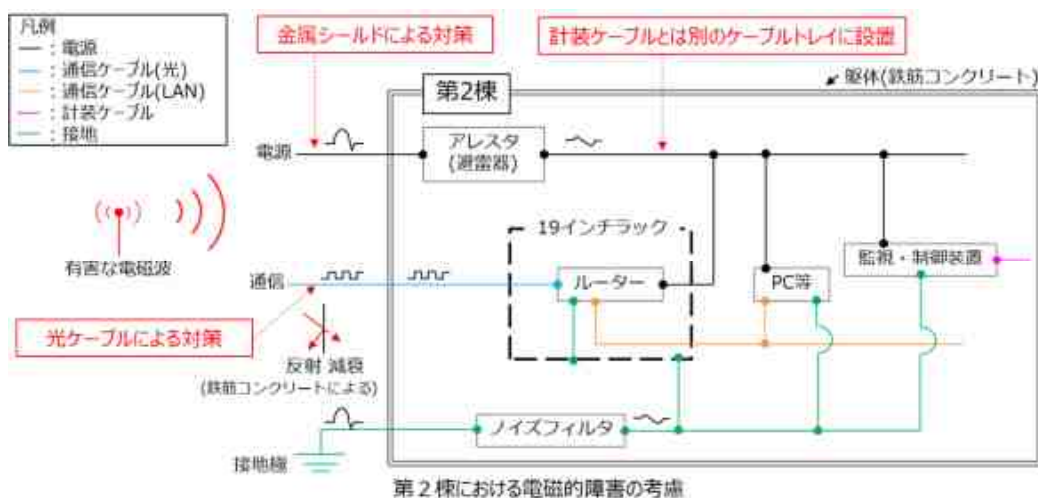 凡例
：電源
：通信ケーブル(光)
：通信ケーブル(LAN)
：計装ケーブル
：接地
金属シールドによる対策
計装ケーブルとは別のケーブルトレイに設置
躯体(鉄筋コンクリート)
第2棟
電源
アレスタ
(避雷器)
19インチラック
有害な電磁波
監視・制御装置
通信
ルーター
PC等
光ケーブルによる対策
反射 減衰
(鉄筋コンクリートによる)
ノイズフィルタ
接地極
第２棟における電磁的障害の考慮